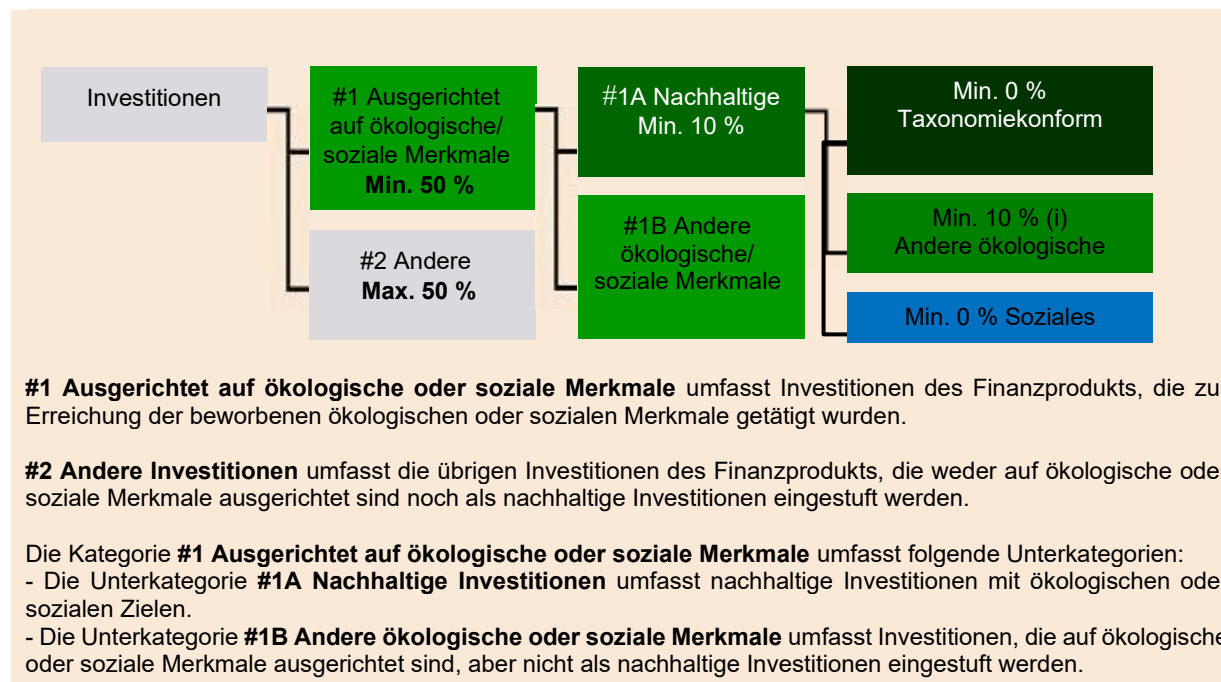 Investitionen
#1 Ausgerichtet
auf ökologische/
soziale Merkmale
Min. 50 %
#2 Andere
Max. 50 %
#1A Nachhaltige
Min. 10 %
#1B Andere
ökologische/
soziale Merkmale
Min. 0 %
Taxonomiekonform
Min. 10 % (i)
Andere ökologische
Min. 0 % Soziales
#1 Ausgerichtet auf ökologische oder soziale Merkmale umfasst Investitionen des Finanzprodukts, die zu
Erreichung der beworbenen ökologischen oder sozialen Merkmale getätigt wurden.
#2 Andere Investitionen umfasst die übrigen Investitionen des Finanzprodukts, die weder auf ökologische ode
soziale Merkmale ausgerichtet sind noch als nachhaltige Investitionen eingestuft werden.
Die Kategorie #1 Ausgerichtet auf ökologische oder soziale Merkmale umfasst folgende Unterkategorien:
- Die Unterkategorie #1A Nachhaltige Investitionen umfasst nachhaltige Investitionen mit ökologischen ode
sozialen Zielen.
- Die Unterkategorie #1B Andere ökologische oder soziale Merkmale umfasst Investitionen, die auf ökologische
oder soziale Merkmale ausgerichtet sind, aber nicht als nachhaltige Investitionen eingestuft werden.